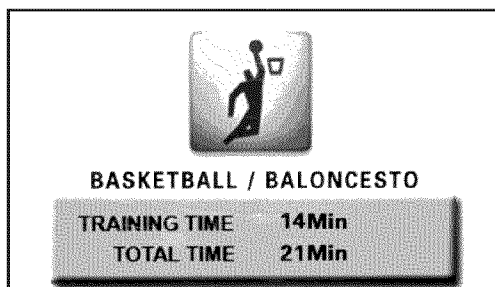 BASKETBALL / BALONCESTO
TRAINING TIME 14Min
TOTAL TIME 21Min